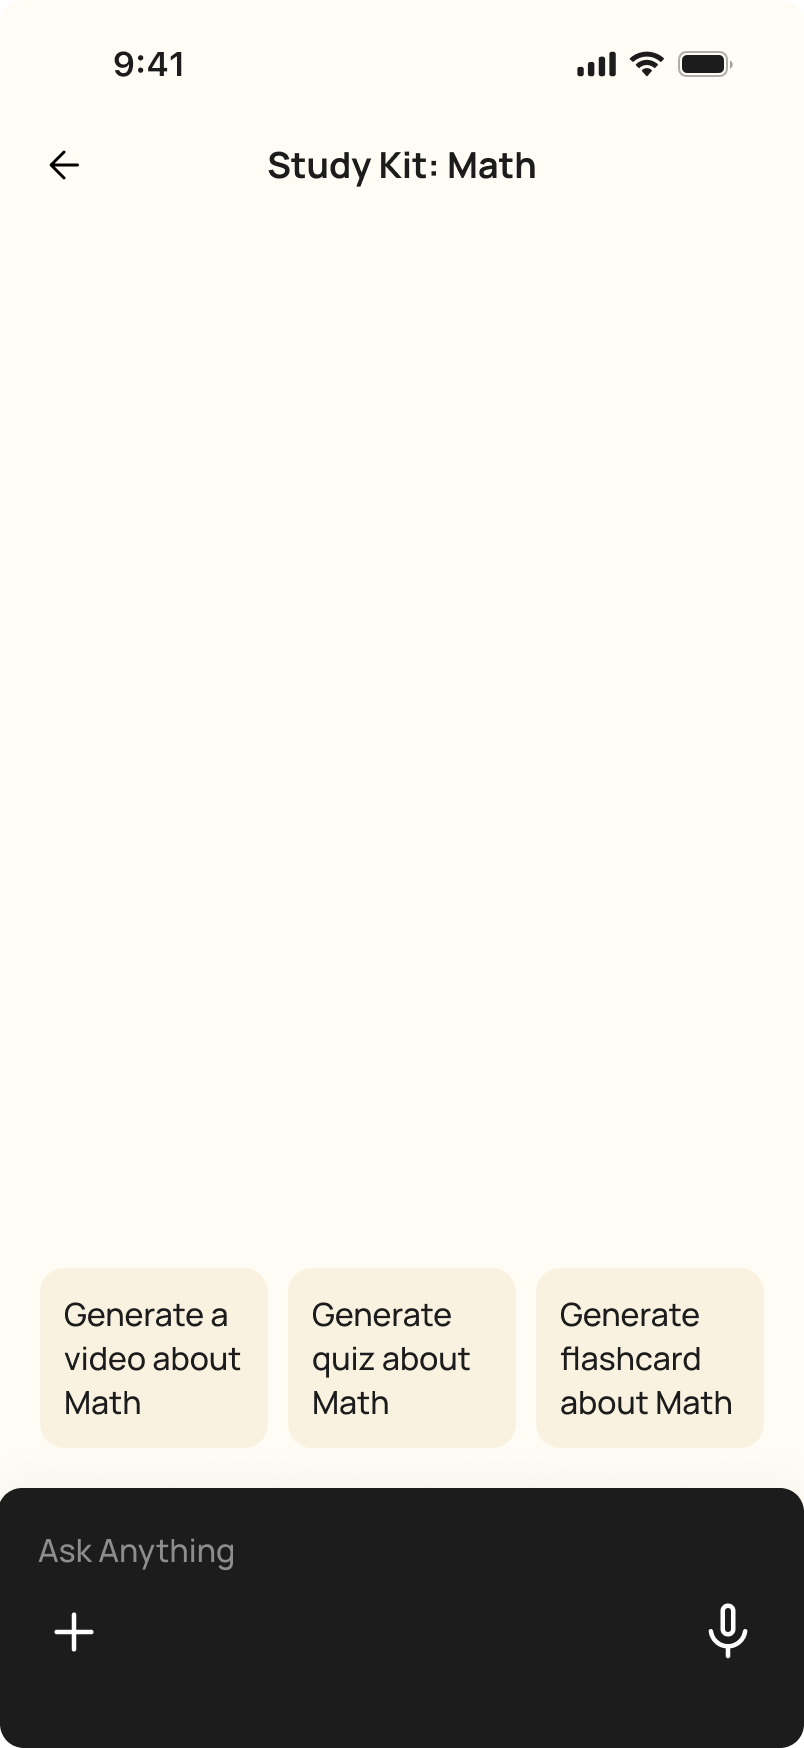 9:41
Study Kit: Math
Generate a
video about
Math
Generate
quiz about
Math
Generate
flashcard
about Math
Ask Anything